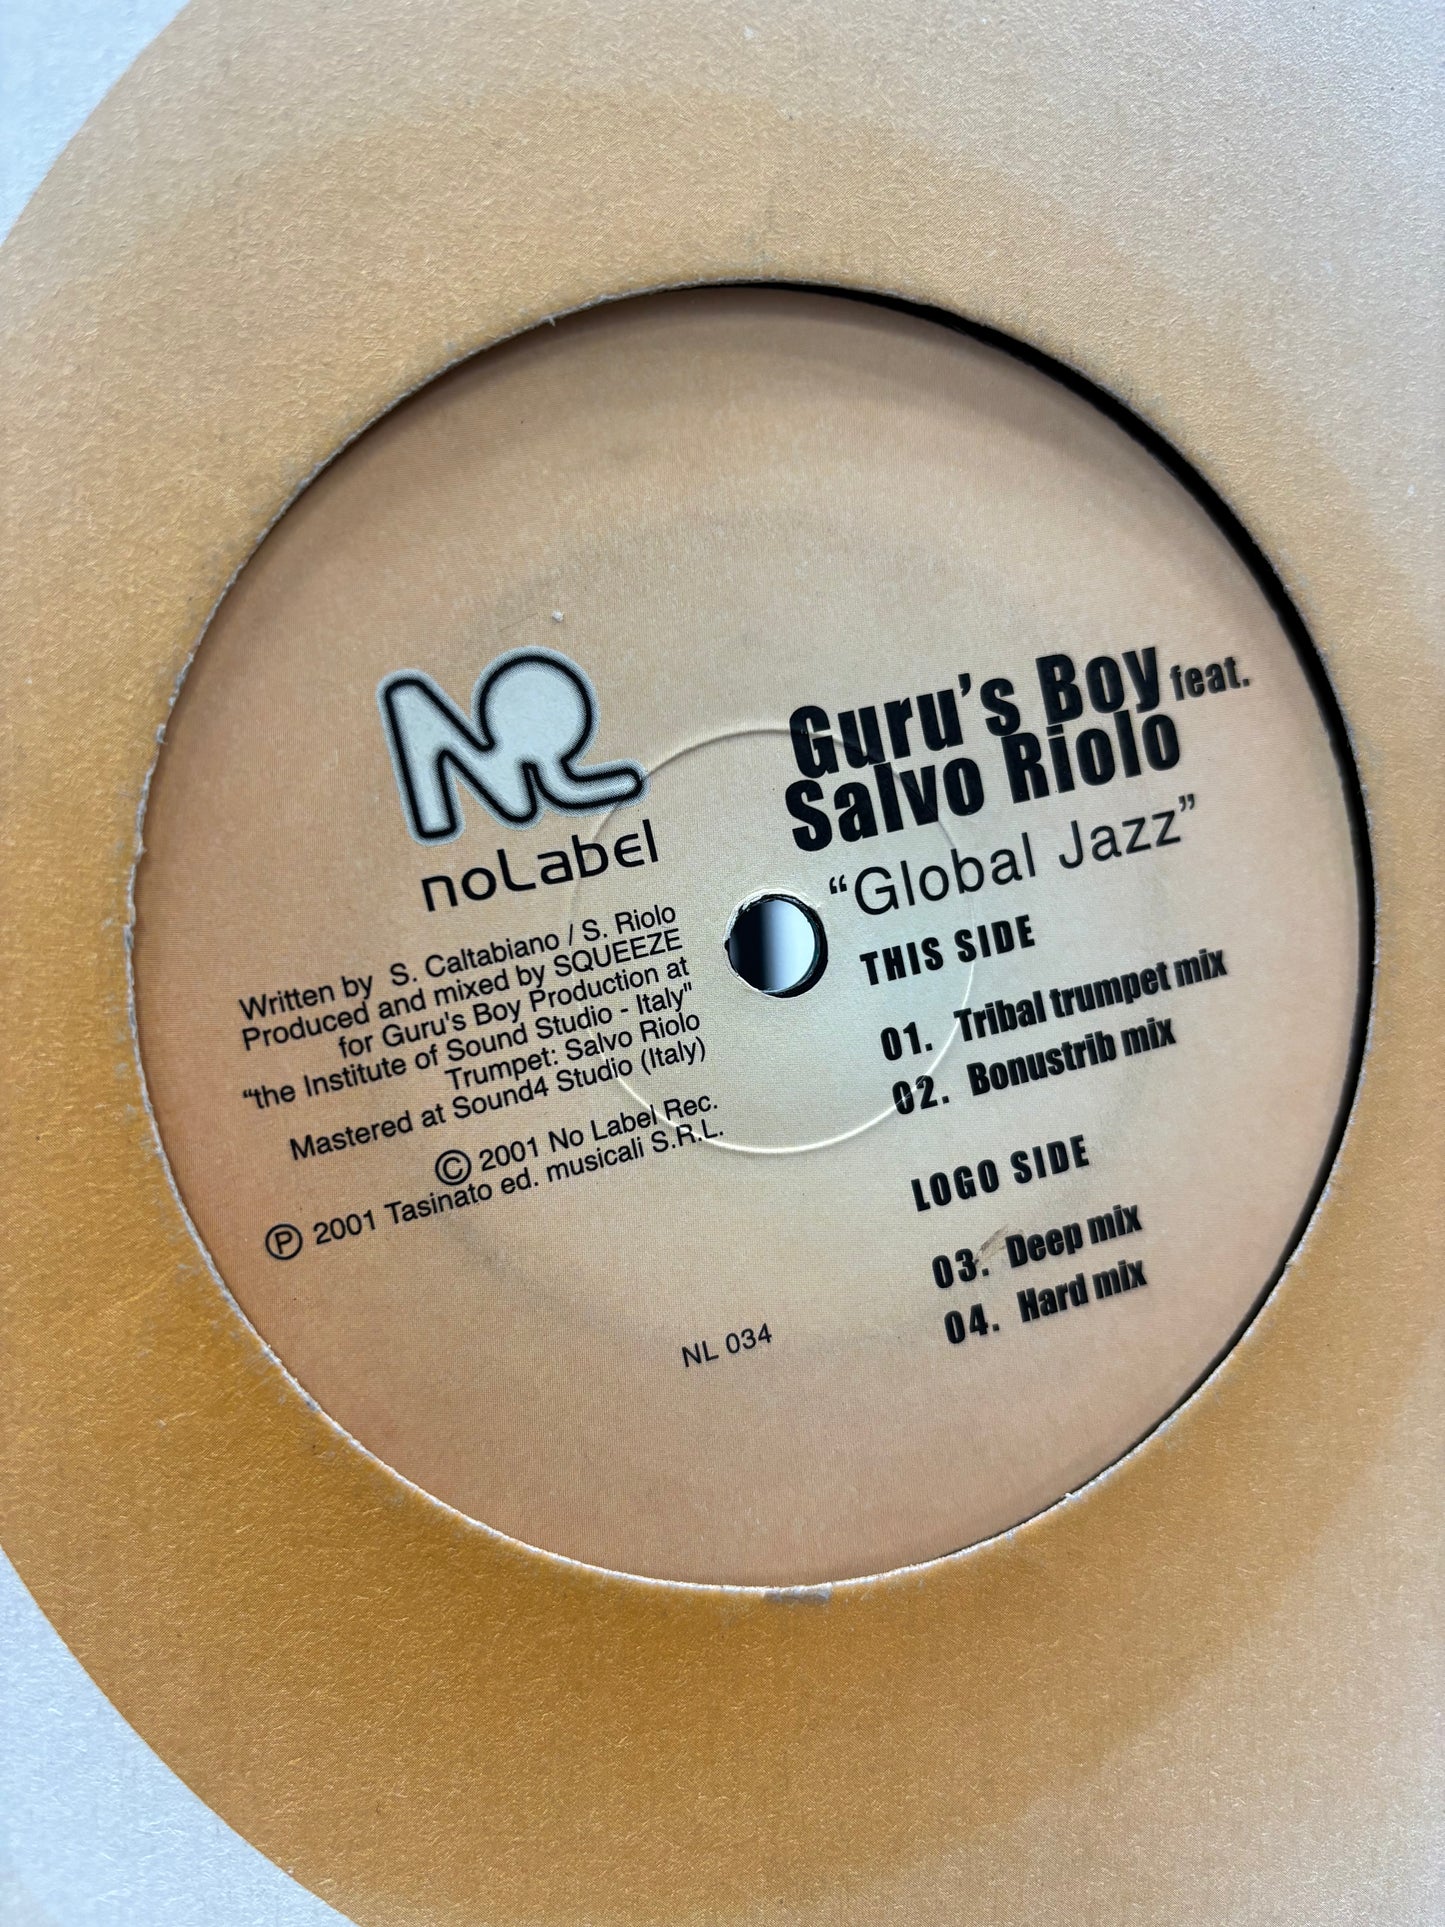 noLabel
Written by S. Caltabiano / S. Riolo
Produced and mixed by SQUEEZE
for Guru's Boy Production at
“the Institute of Sound Studio - Italy"
Trumpet: Salvo Riolo
Mastered at Sound4 Studio (Italy)
© 2001 No Label Rec.
℗ 2001 Tasinato ed. musicali S.R.L.
NL 034
Guru’s Boy feat.
Salvo Riolo
“Global Jazz”
THIS SIDE
01. Tribal trumpet mix
02. Bonustrib mix
LOGO SIDE
03. Deep mix
04. Hard mix